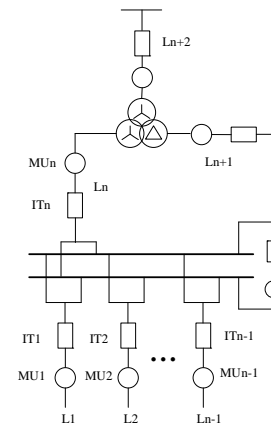 Ln+2
Ln+1
MUn
Ln
ITn
IT1 IT2 ITn-1
MU1 MU2 ••• MUn-1
L1 L2 Ln-1